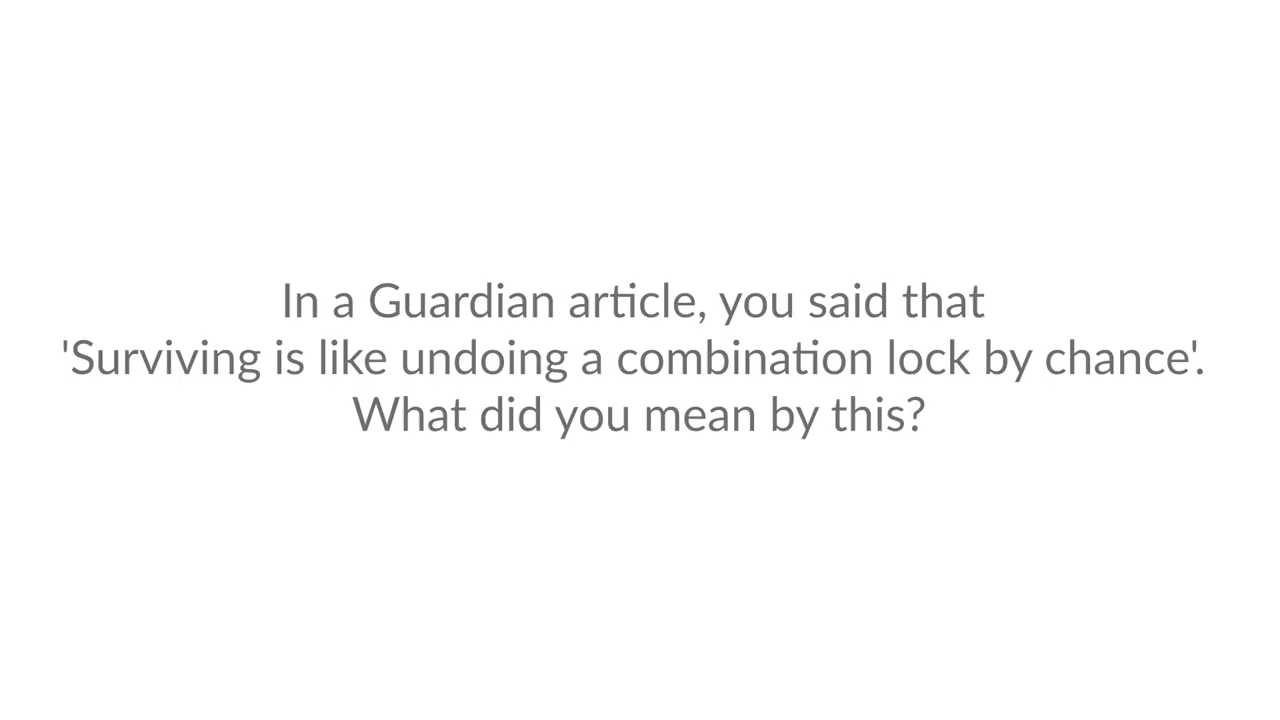 In a Guardian article, you said that
'Surviving is like undoing a combination lock by chance'.
What did you mean by this?